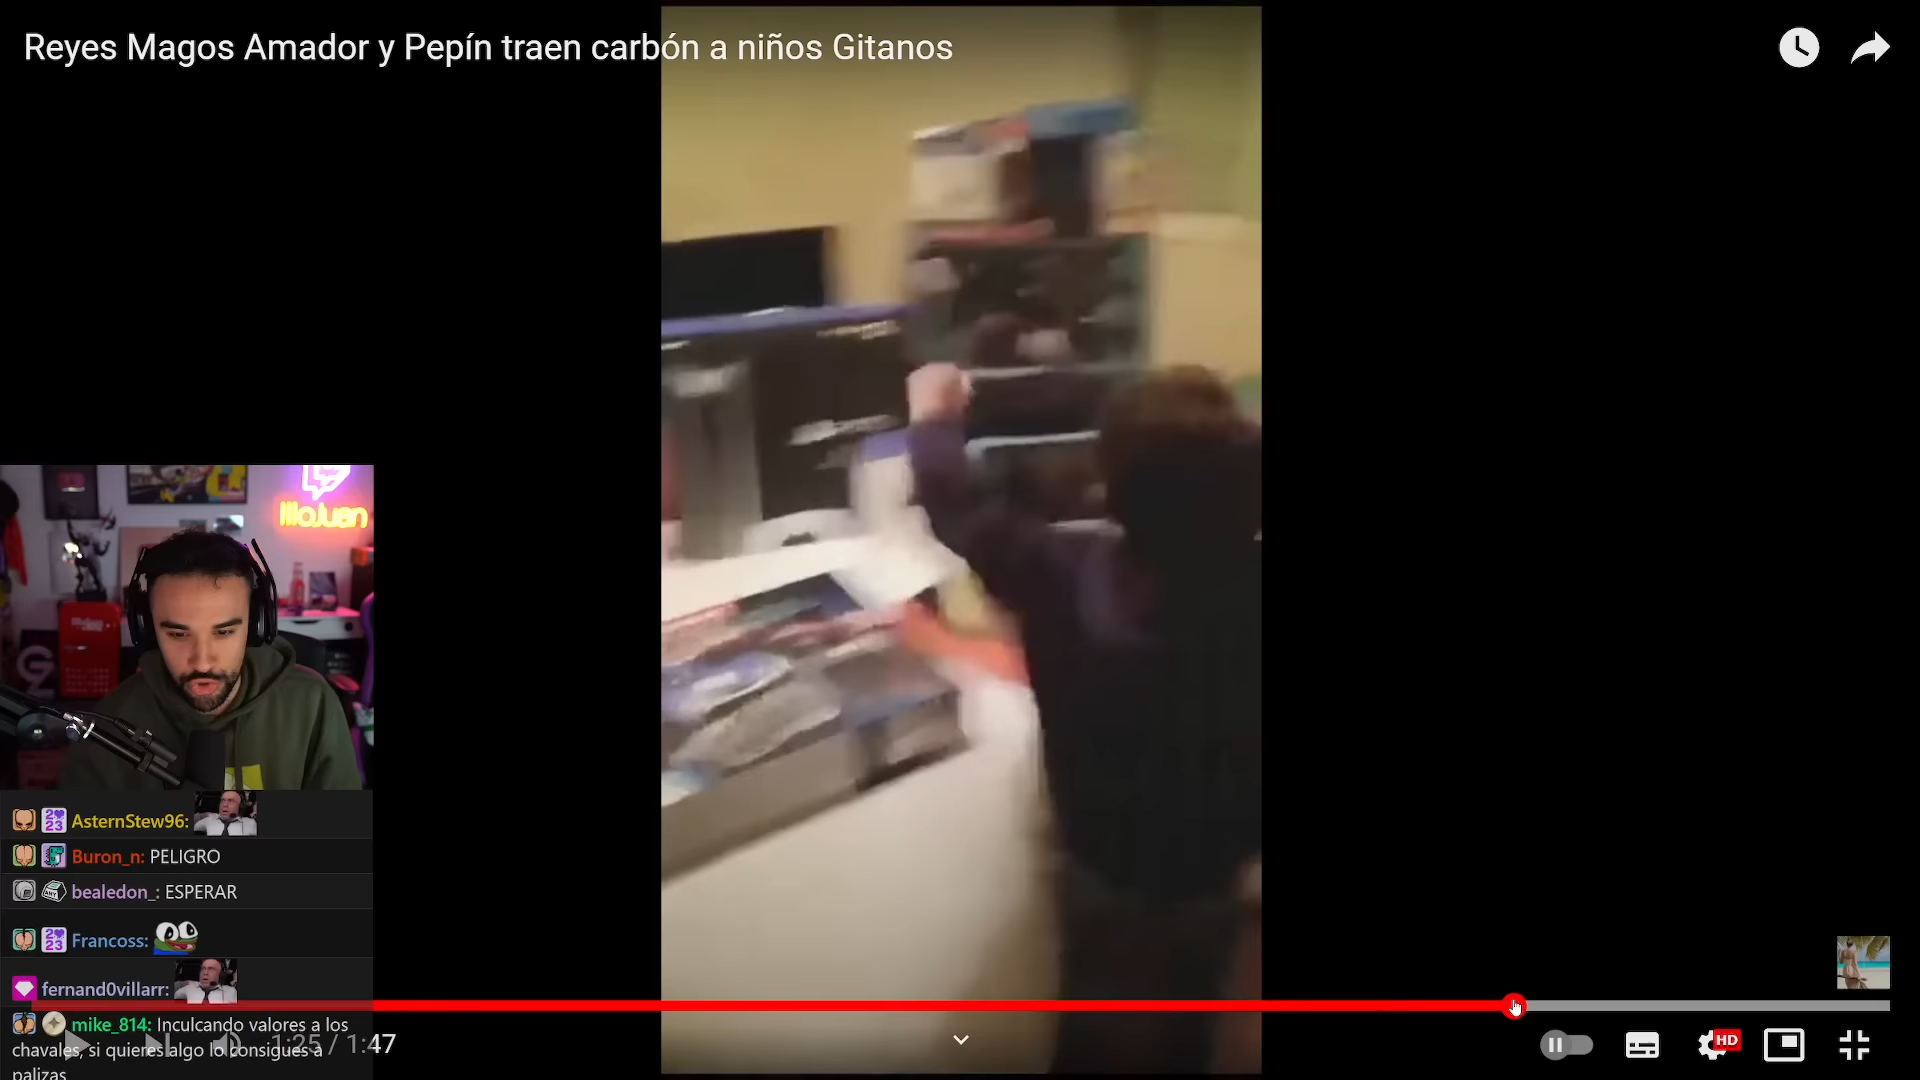 Reyes Magos Amador y Pepín traen carbón a niños Gitanos
IlloJuan
AsternStew96:
Buron_n: PELIGRO
bealedon_: ESPERAR
Francoss:
fernand0villarr:
mike_814: Inculcando valores a los
chavales, si quieres algo lo consigues a
palizas
1:25 / 1:47
HD